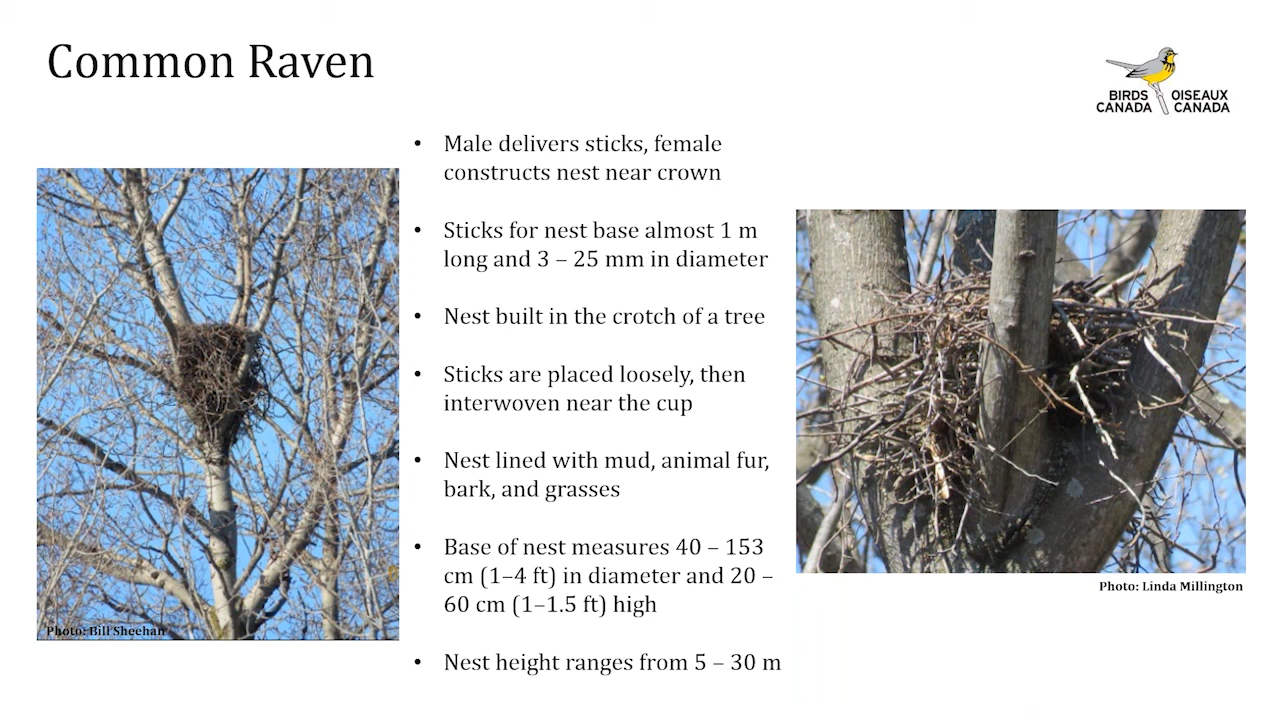 Common Raven
BIRDS OISEAUX
CANADA CANADA
• Male delivers sticks, female
constructs nest near crown
• Sticks for nest base almost 1 m
long and 3 – 25 mm in diameter
• Nest built in the crotch of a tree
• Sticks are placed loosely, then
interwoven near the cup
• Nest lined with mud, animal fur,
bark, and grasses
• Base of nest measures 40 – 153
cm (1–4 ft) in diameter and 20 –
60 cm (1–1.5 ft) high
• Nest height ranges from 5 – 30 m
Photo: Bill Sheehan
Photo: Linda Millington